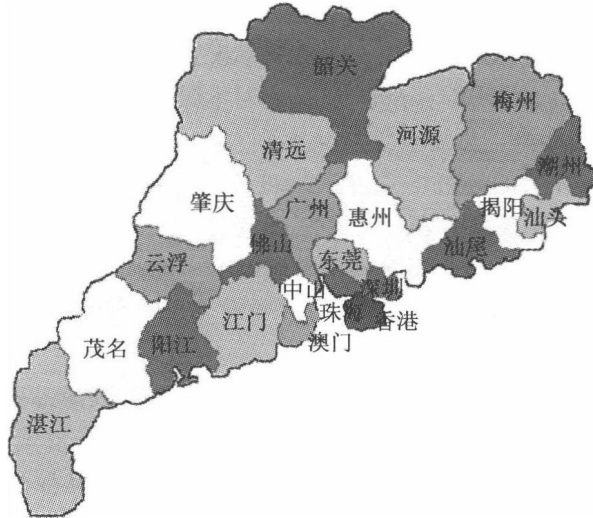 韶关
梅州
清远
河源
潮州
肇庆
广州
惠州
揭阳
汕头
佛山
云浮
东莞
汕尾
中山
深圳
江门
珠海
香港
茂名
阳江
澳门
湛江